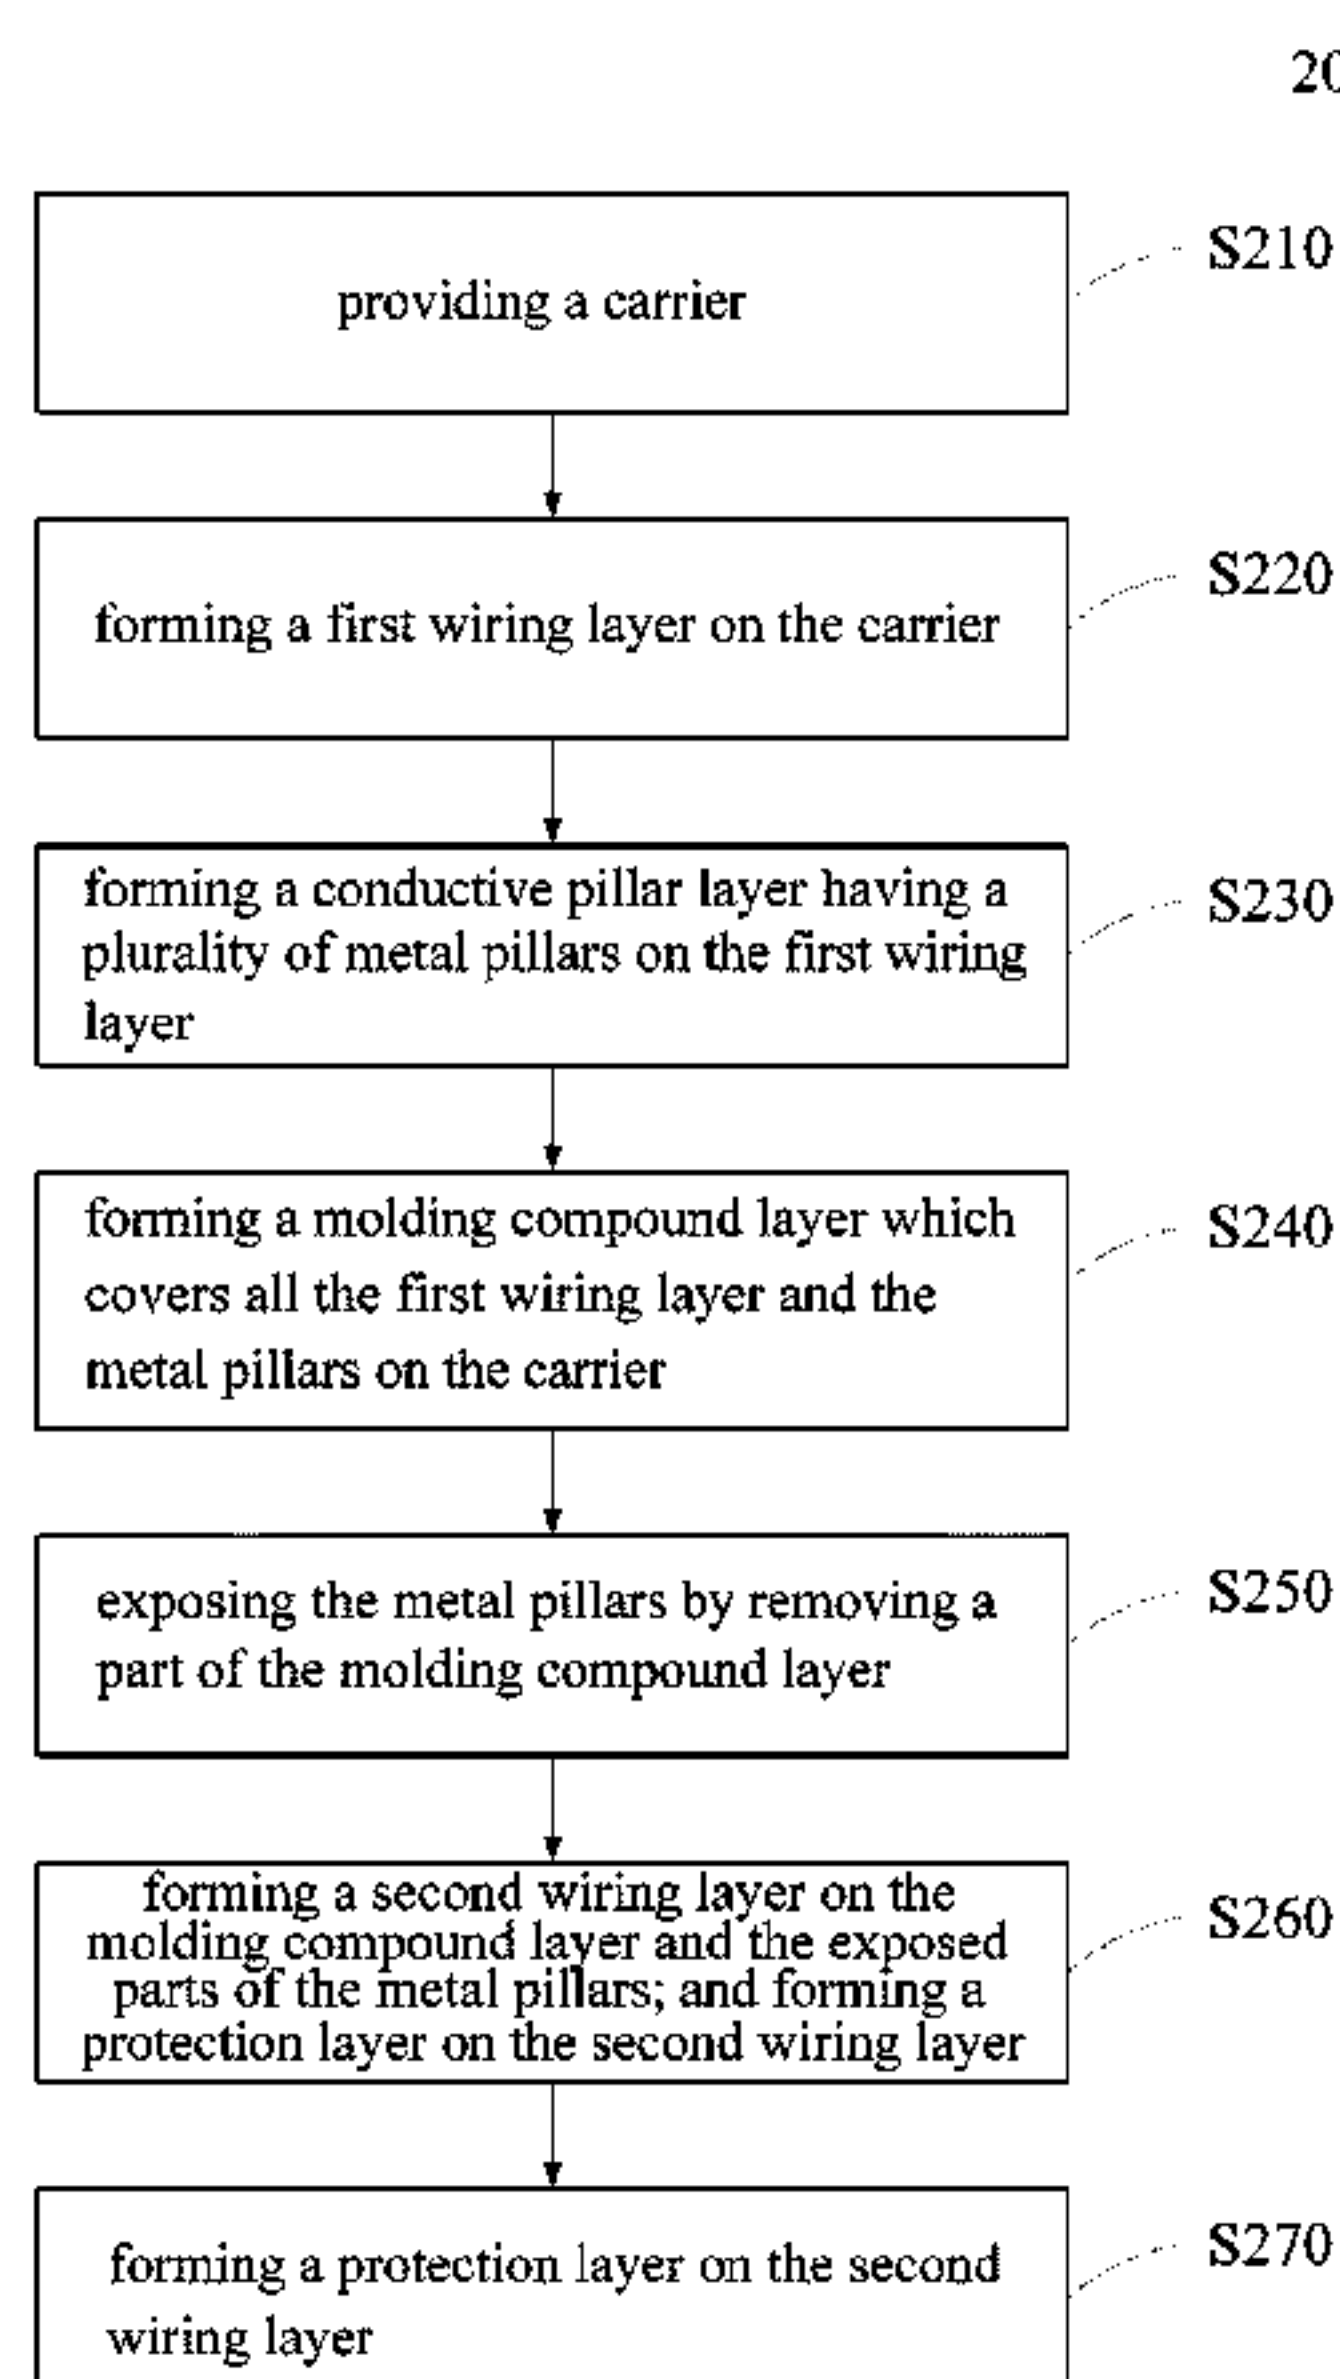 20
providing a carrier
S210
forming a first wiring layer on the carrier
S220
forming a conductive pillar layer having a
plurality of metal pillars on the first wiring
layer
S230
forming a molding compound layer which
covers all the first wiring layer and the
metal pillars on the carrier
S240
exposing the metal pillars by removing a
part of the molding compound layer
S250
forming a second wiring layer on the
molding compound layer and the exposed
parts of the metal pillars; and forming a
protection layer on the second wiring layer
S260
forming a protection layer on the second
wiring layer
S270